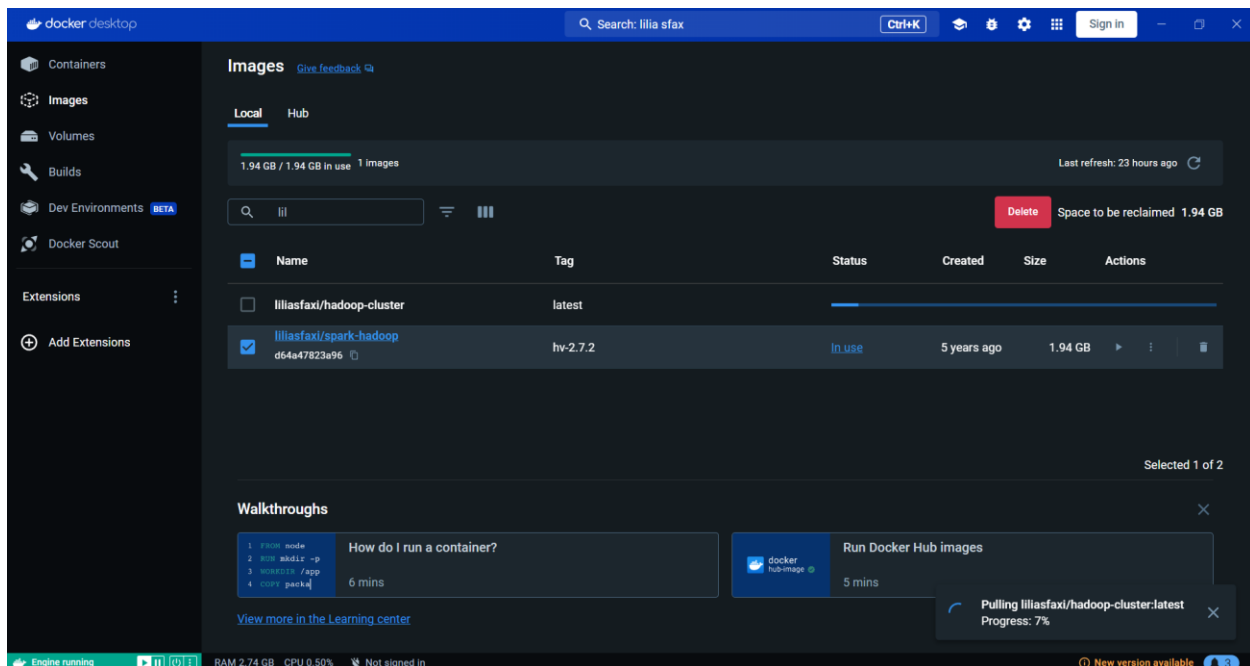 docker desktop
Search: lilia sfax
Ctrl+K
Sign in
Containers
Images
Volumes
Builds
Dev Environments BETA
Docker Scout
Extensions
Add Extensions
Images Give feedback
Local Hub
1.94 GB / 1.94 GB in use 1 images
Last refresh: 23 hours ago
lil
Delete Space to be reclaimed 1.94 GB
Name Tag Status Created Size Actions
liliasfaxi/hadoop-cluster latest
liliasfaxi/spark-hadoop
d64a47823a96
hv-2.7.2 In use 5 years ago 1.94 GB
Selected 1 of 2
Walkthroughs
1 FROM node
2 RUN mkdir -p
3 WORKDIR /app
4 COPY packa
How do I run a container?
6 mins
docker
hub-image
Run Docker Hub images
5 mins
View more in the Learning center
Pulling liliasfaxi/hadoop-cluster:latest
Progress: 7%
Engine running
RAM 2.74 GB CPU 0.50% Not signed in
New version available
3